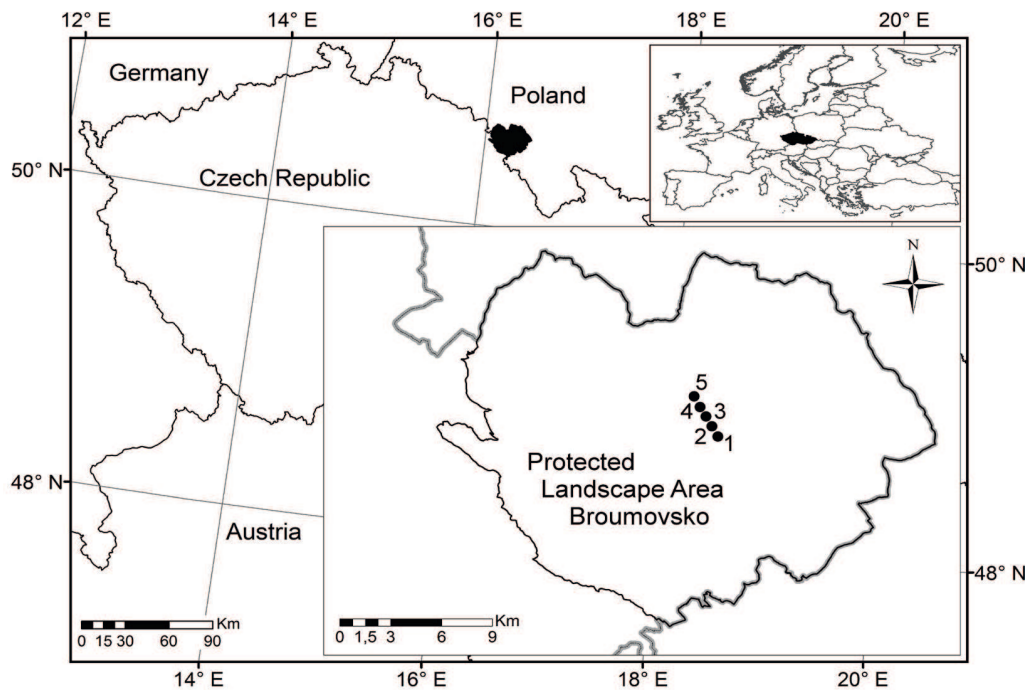 12° E
14° E
16° E
18° E
20° E
Germany
Poland
50° N
Czech Republic
50° N
N
5
4
3
2
1
Protected
Landscape Area
Broumovsko
48° N
Austria
48° N
Km
0 15 30 60 90
Km
0 1,5 3 6 9
14° E
16° E
18° E
20° E